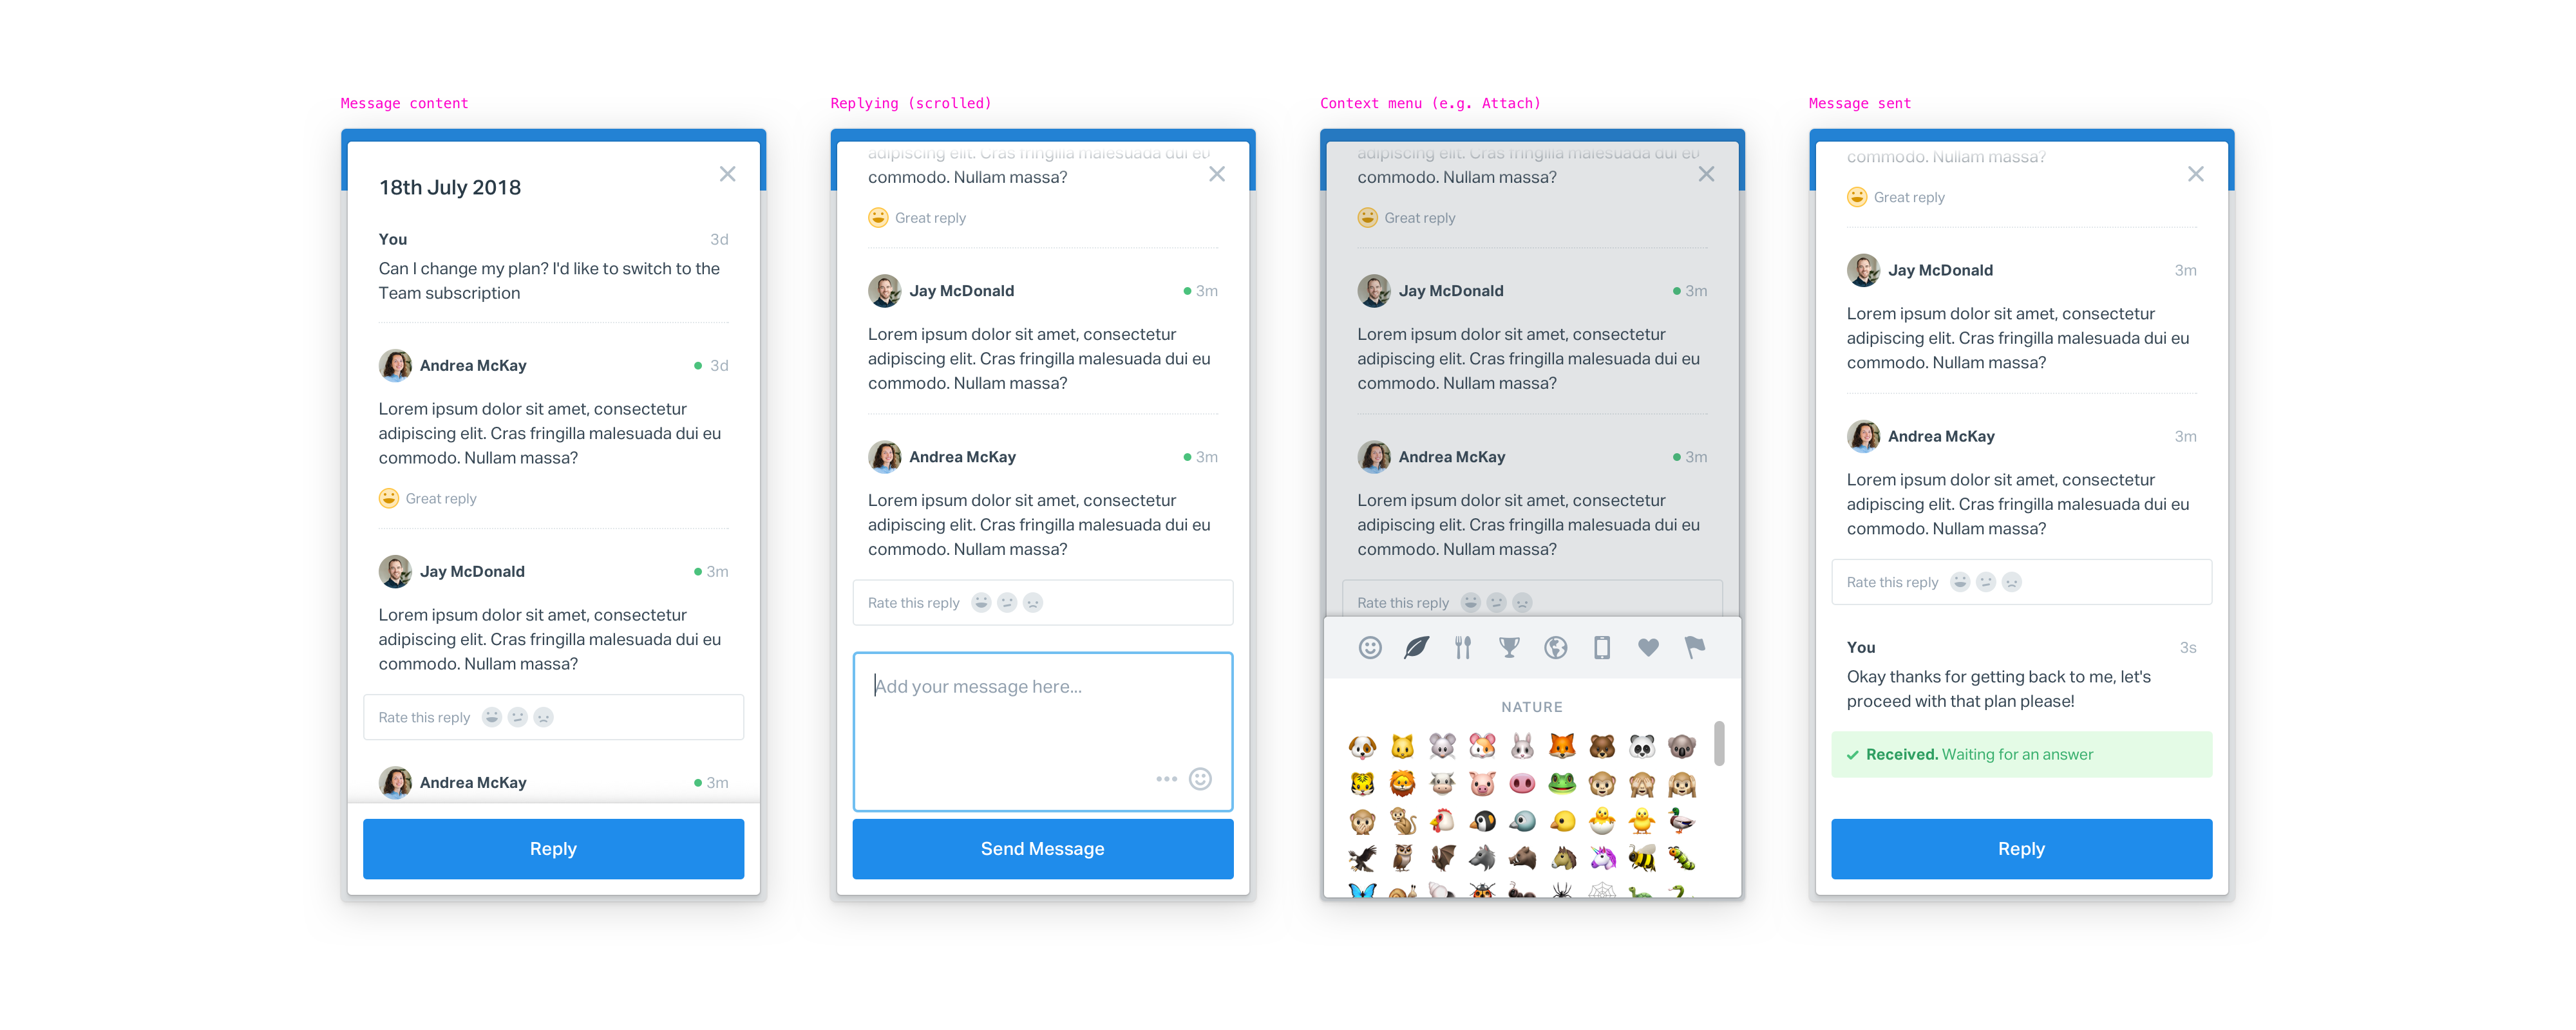 Message content
18th July 2018
You
3d
Can I change my plan? I'd like to switch to the
Team subscription
Andrea McKay
3d
Lorem ipsum dolor sit amet, consectetur
adipiscing elit. Cras fringilla malesuada dui eu
commodo. Nullam massa?
Great reply
Jay McDonald
3m
Lorem ipsum dolor sit amet, consectetur
adipiscing elit. Cras fringilla malesuada dui eu
commodo. Nullam massa?
Rate this reply
Andrea McKay
3m
Reply
Replying (scrolled)
adipiscing elit. Cras fringilla malesuada dui eu
commodo. Nullam massa?
Great reply
Jay McDonald
3m
Lorem ipsum dolor sit amet, consectetur
adipiscing elit. Cras fringilla malesuada dui eu
commodo. Nullam massa?
Andrea McKay
3m
Lorem ipsum dolor sit amet, consectetur
adipiscing elit. Cras fringilla malesuada dui eu
commodo. Nullam massa?
Rate this reply
Add your message here...
Send Message
Context menu (e.g. Attach)
adipiscing elit. Cras fringilla malesuada dui eu
commodo. Nullam massa?
Great reply
Jay McDonald
3m
Lorem ipsum dolor sit amet, consectetur
adipiscing elit. Cras fringilla malesuada dui eu
commodo. Nullam massa?
Andrea McKay
3m
Lorem ipsum dolor sit amet, consectetur
adipiscing elit. Cras fringilla malesuada dui eu
commodo. Nullam massa?
Rate this reply
NATURE
Message sent
commodo. Nullam massa?
Great reply
Jay McDonald
3m
Lorem ipsum dolor sit amet, consectetur
adipiscing elit. Cras fringilla malesuada dui eu
commodo. Nullam massa?
Andrea McKay
3m
Lorem ipsum dolor sit amet, consectetur
adipiscing elit. Cras fringilla malesuada dui eu
commodo. Nullam massa?
Rate this reply
You
3s
Okay thanks for getting back to me, let's
proceed with that plan please!
Received. Waiting for an answer
Reply